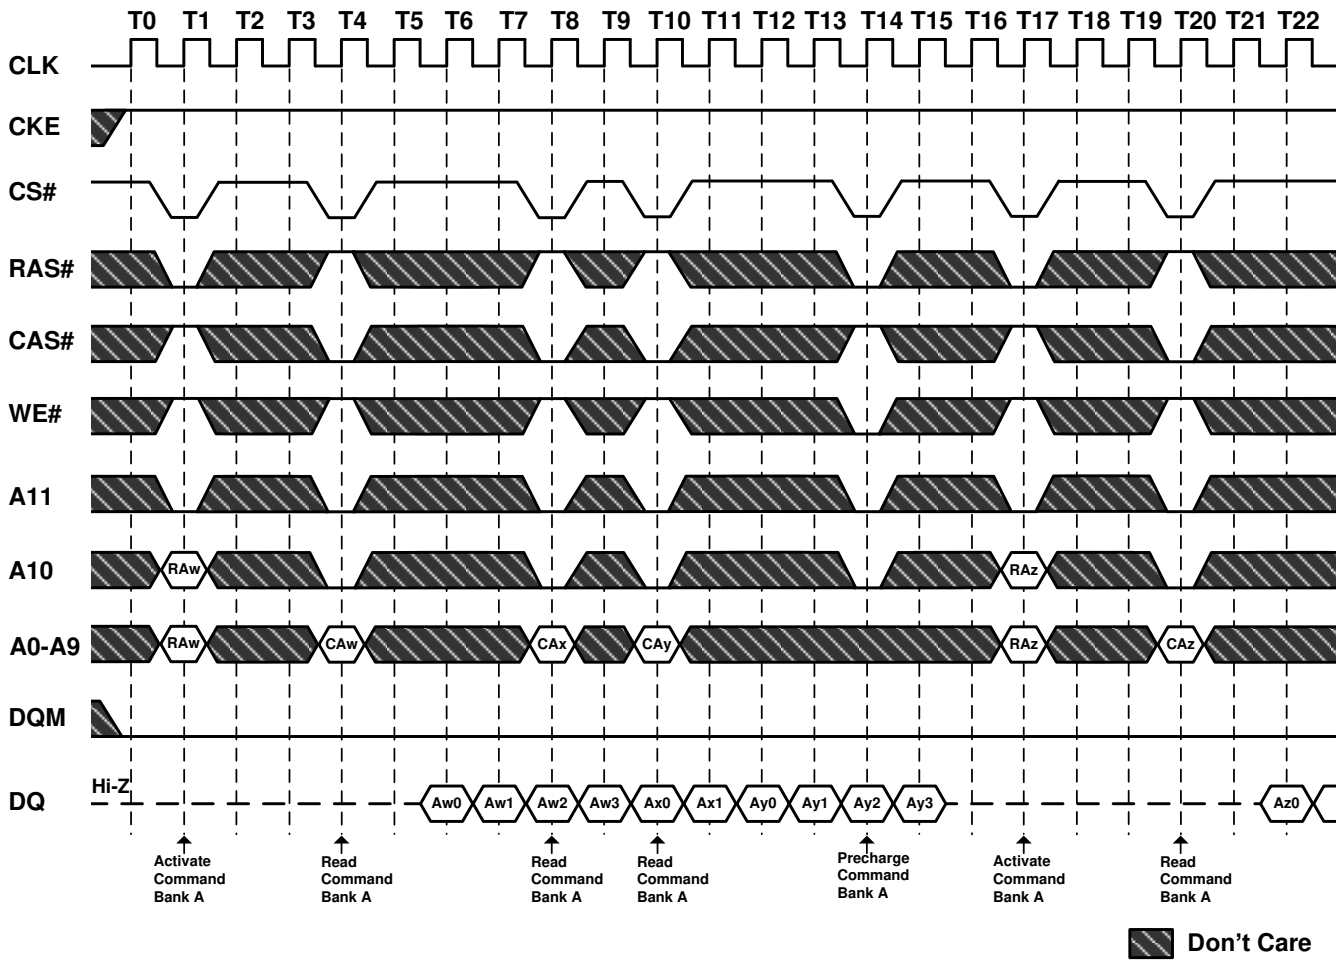 T0 T1 T2 T3 T4 T5 T6 T7 T8 T9 T10 T11 T12 T13 T14 T15 T16 T17 T18 T19 T20 T21 T22
CLK
CKE
CS#
RAS#
CAS#
WE#
A11
A10 RAw RAz
A0-A9 RAw CAw CAx CAy RAz CAz
DQM
Hi-Z
DQ Aw0 Aw1 Aw2 Aw3 Ax0 Ax1 Ay0 Ay1 Ay2 Ay3 Az0
Activate
Command
Bank A
Read
Command
Bank A
Read
Command
Bank A
Read
Command
Bank A
Precharge
Command
Bank A
Activate
Command
Bank A
Read
Command
Bank A
Don't Care